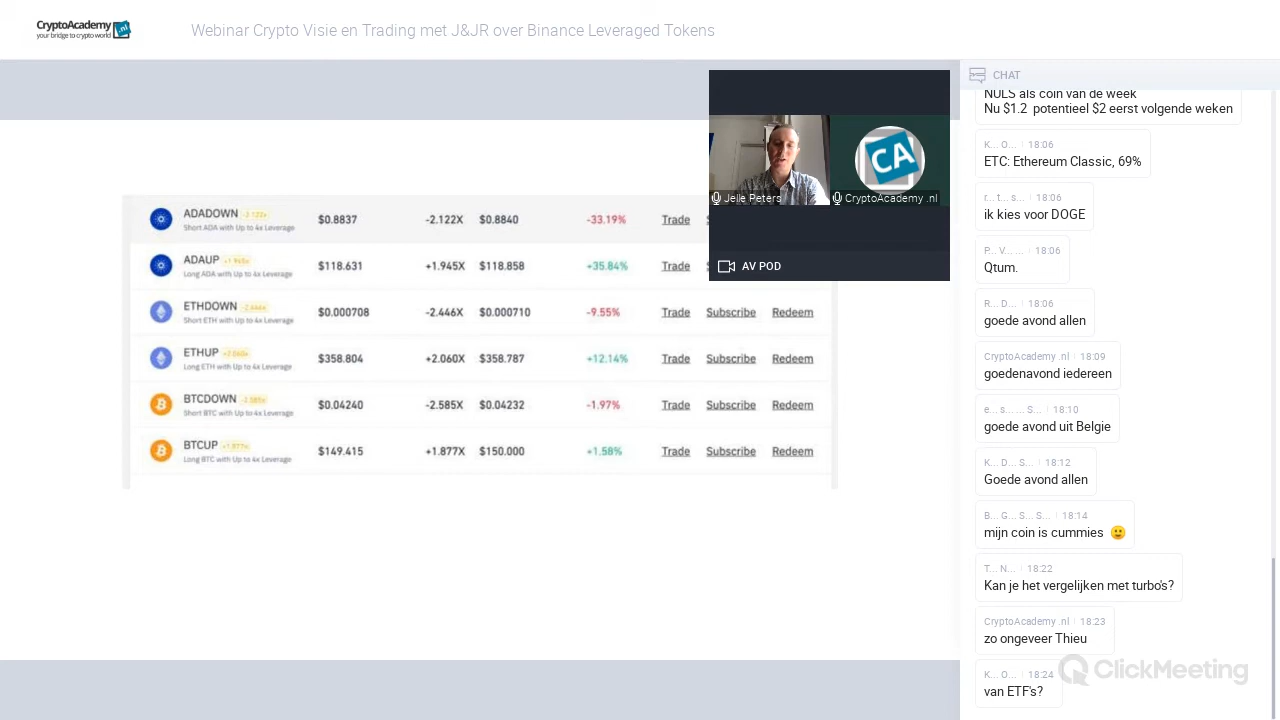 CryptoAcademy .nl
your bridge to crypto world
Webinar Crypto Visie en Trading met J&JR over Binance Leveraged Tokens
CHAT
NULS als coin van de week
Nu $1.2 potentieel $2 eerst volgende weken
K... O... 18:06
ETC: Ethereum Classic, 69%
r... t... s... 18:06
ik kies voor DOGE
P... V... ... 18:06
Qtum.
R... D... 18:06
goede avond allen
CryptoAcademy .nl 18:09
goedenavond iedereen
e... s... ... S... 18:10
goede avond uit Belgie
K... D... S... 18:12
Goede avond allen
B... G... S... S... 18:14
mijn coin is cummies 🙂
T... N... 18:22
Kan je het vergelijken met turbo's?
CryptoAcademy .nl 18:23
zo ongeveer Thieu
K... O... 18:24
van ETF's?
ClickMeeting
CA
Jelle Peters
CryptoAcademy .nl
AV POD
ADADOWN $0.8837 -2.122X $0.8840 -33.19% Trade
Short ADA with Up to 4x Leverage
ADAUP $118.631 +1.945X $118.858 +35.84% Trade
Long ADA with Up to 4x Leverage
ETHDOWN -2.446x $0.000708 -2.446X $0.000710 -9.55% Trade Subscribe Redeem
Short ETH with Up to 4x Leverage
ETHUP +2.060x $358.804 +2.060X $358.787 +12.14% Trade Subscribe Redeem
Long ETH with Up to 4x Leverage
BTCDOWN -2.585x $0.04240 -2.585X $0.04232 -1.97% Trade Subscribe Redeem
Short BTC with Up to 4x Leverage
BTCUP +1.877x $149.415 +1.877X $150.000 +1.58% Trade Subscribe Redeem
Long BTC with Up to 4x Leverage